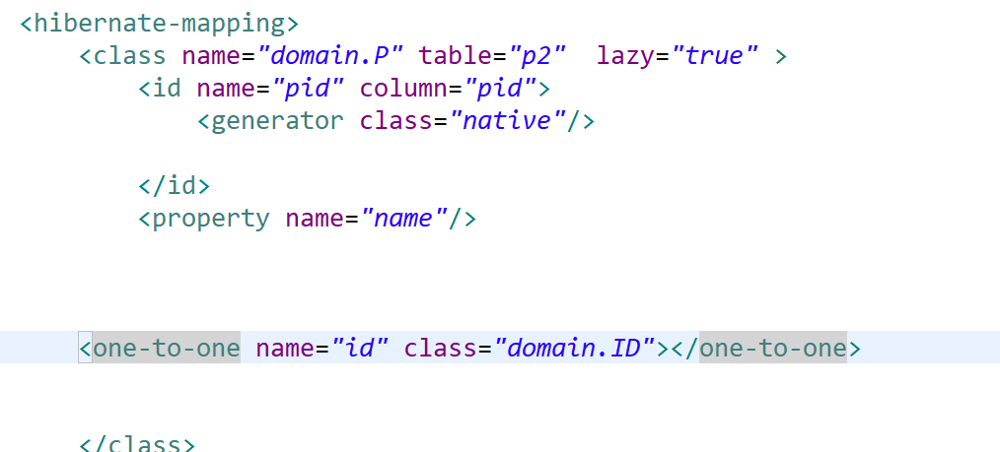 <hibernate-mapping>
<class name="domain.P" table="p2"  lazy="true" >
<id name="pid" column="pid">
<generator class="native"/>
</id>
<property name="name"/>
<one-to-one name="id" class="domain.ID"></one-to-one>
</class>